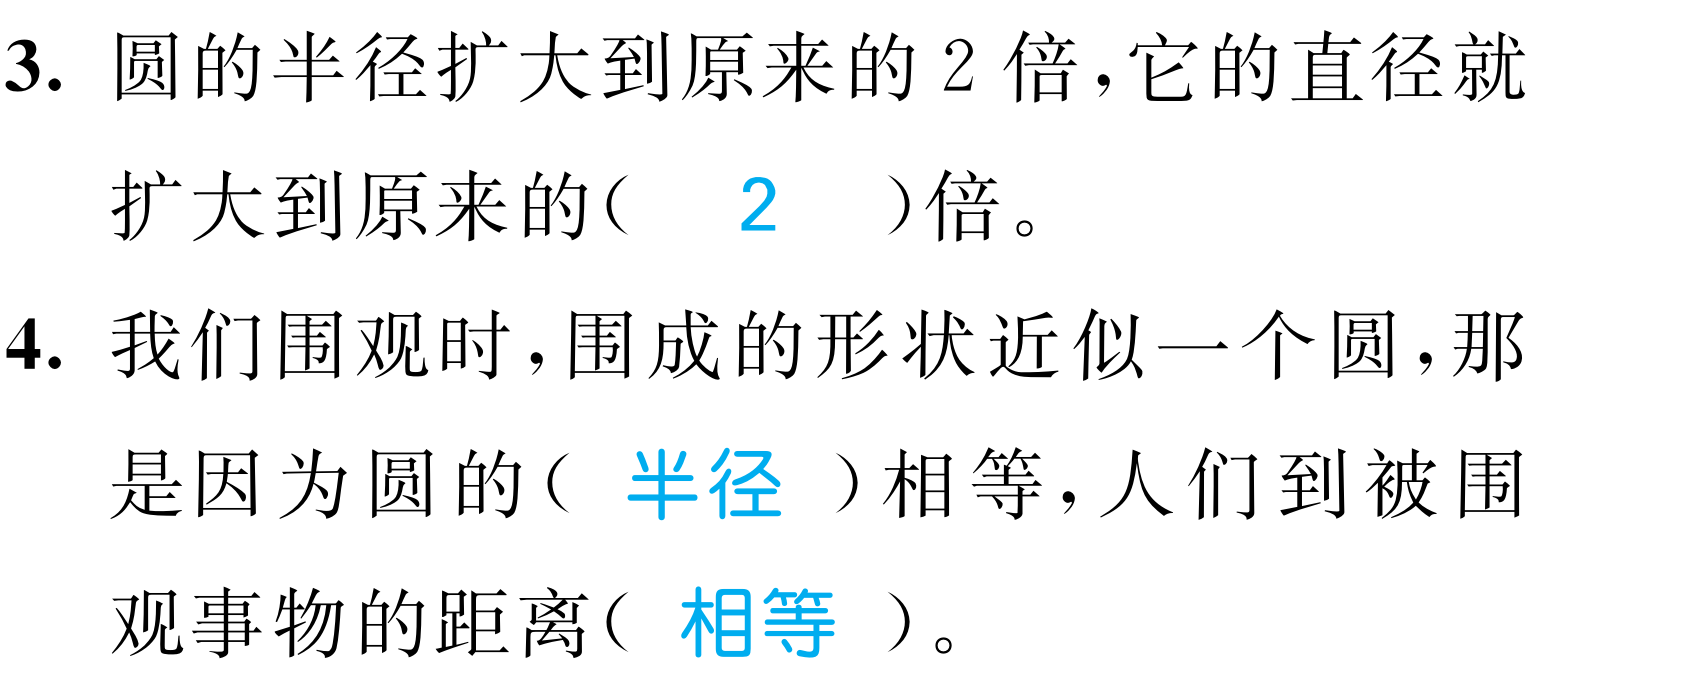 3. 圆的半径扩大到原来的 2 倍，它的直径就
扩大到原来的（ 2 ）倍。
4. 我们围观时，围成的形状近似一个圆，那
是因为圆的（ 半径 ）相等，人们到被围
观事物的距离（ 相等 ）。